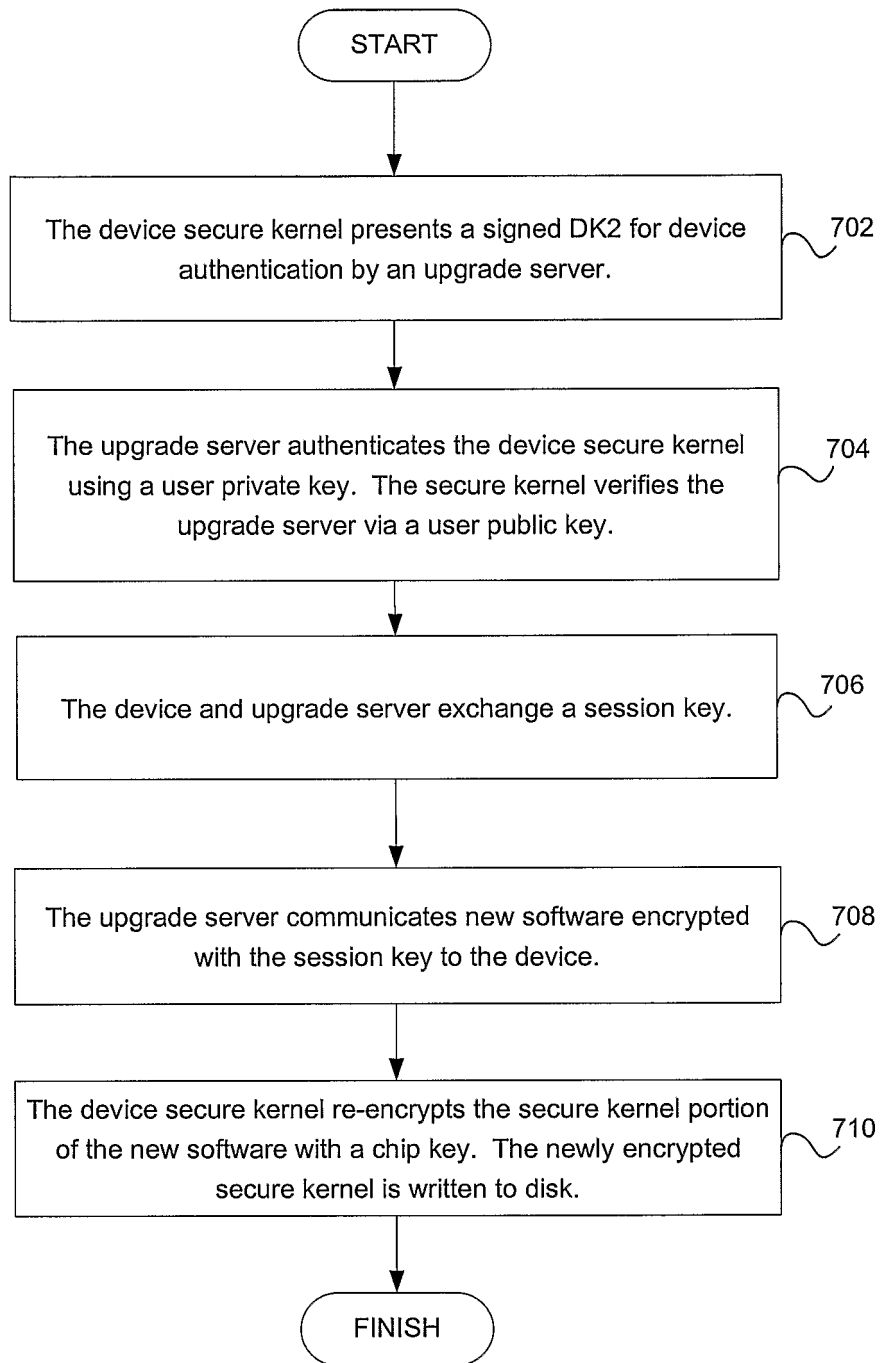 START
The device secure kernel presents a signed DK2 for device
authentication by an upgrade server.
702
The upgrade server authenticates the device secure kernel
using a user private key. The secure kernel verifies the
upgrade server via a user public key.
704
The device and upgrade server exchange a session key.
706
The upgrade server communicates new software encrypted
with the session key to the device.
708
The device secure kernel re-encrypts the secure kernel portion
of the new software with a chip key. The newly encrypted
secure kernel is written to disk.
710
FINISH